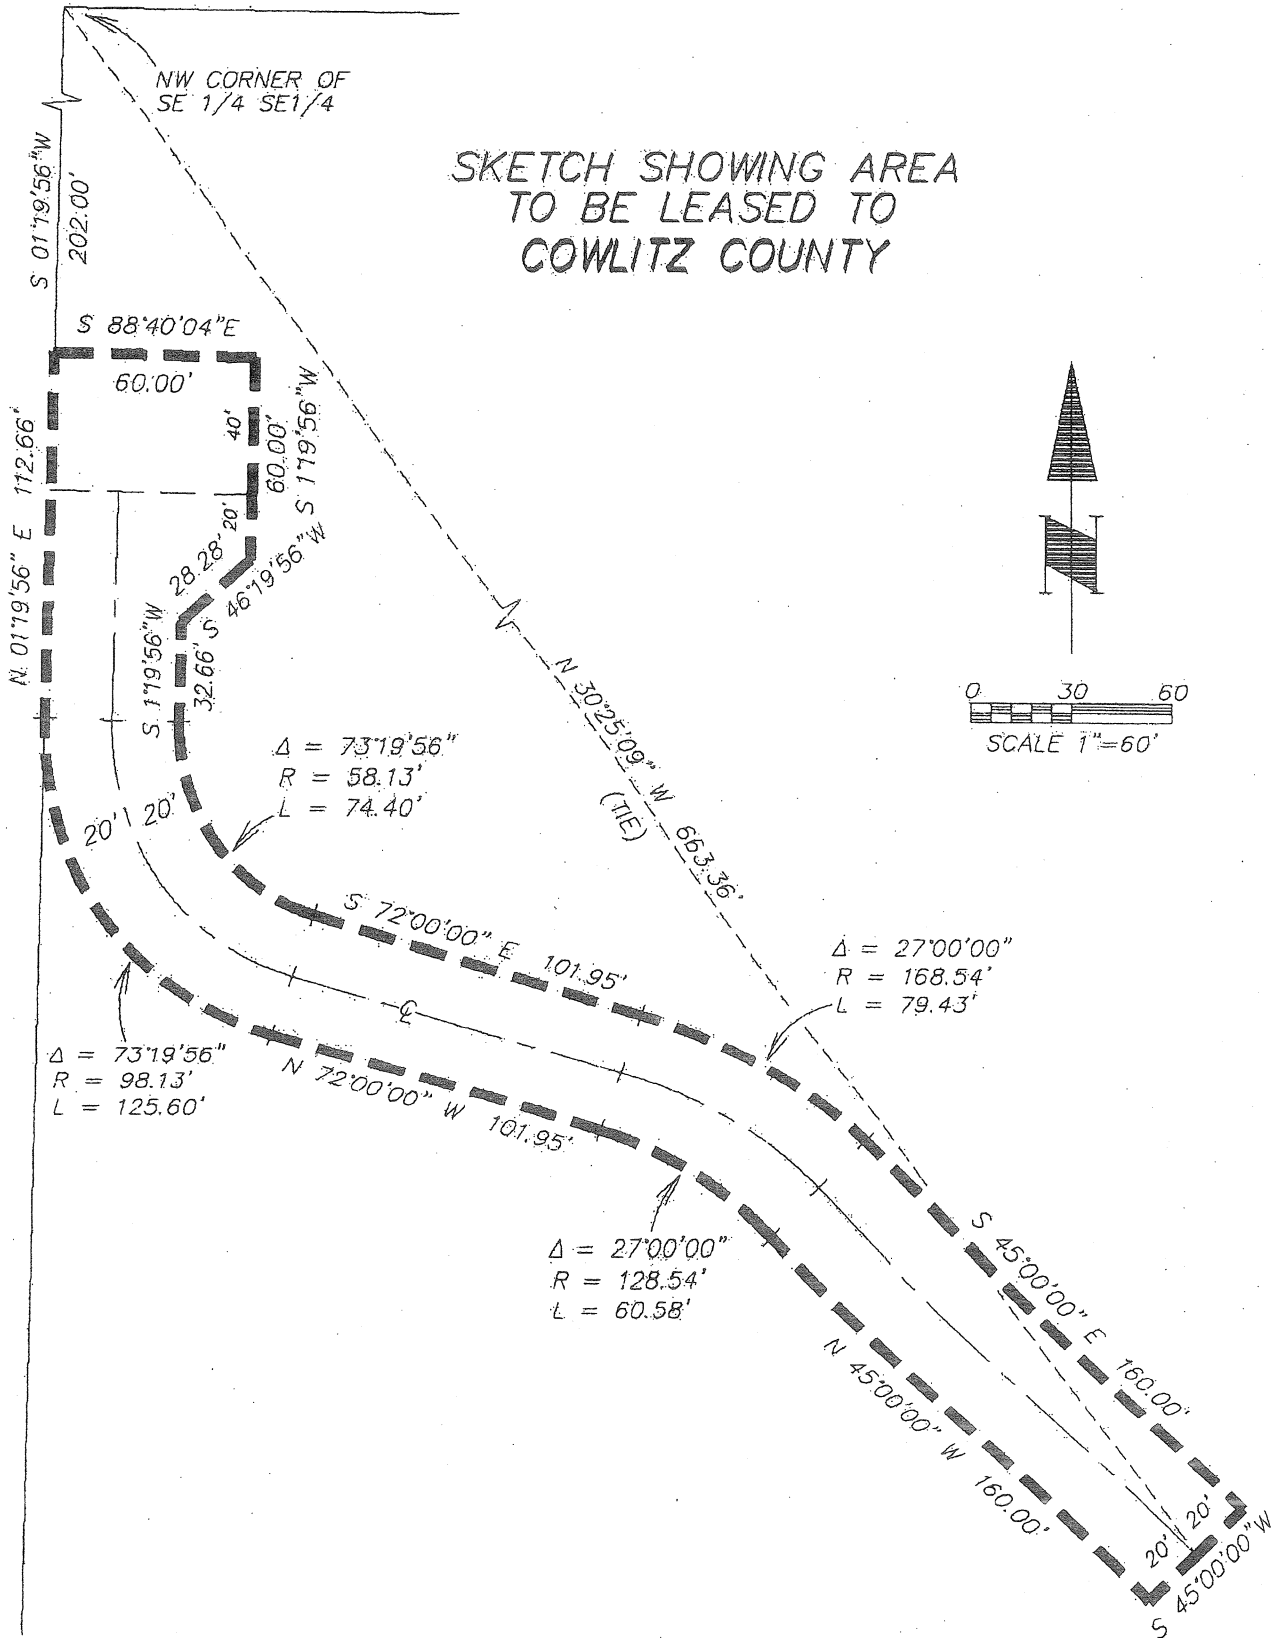 NW CORNER OF
SE 1/4 SE1/4
SKETCH SHOWING AREA
TO BE LEASED TO
COWLITZ COUNTY
S 01°19'56"W
202.00'
S 88°40'04"E
60.00'
40'
60.00'
S 1°19'56"W
20'
N 01°19'56" E 112.66'
28.28'
S 46°19'56"W
S 1°19'56"W
32.66'
0 30 60
SCALE 1"=60'
N 30°25'09" W 663.36'
(TIE)
Δ = 73°19'56"
R = 58.13'
L = 74.40'
20' 20'
S 72°00'00" E 101.95'
Δ = 27°00'00"
R = 168.54'
L = 79.43'
℄
Δ = 73°19'56"
R = 98.13'
L = 125.60'
N 72°00'00" W 101.95'
Δ = 27°00'00"
R = 128.54'
L = 60.58'
S 45°00'00" E 160.00'
N 45°00'00" W 160.00'
20' 20'
S 45°00'00"W